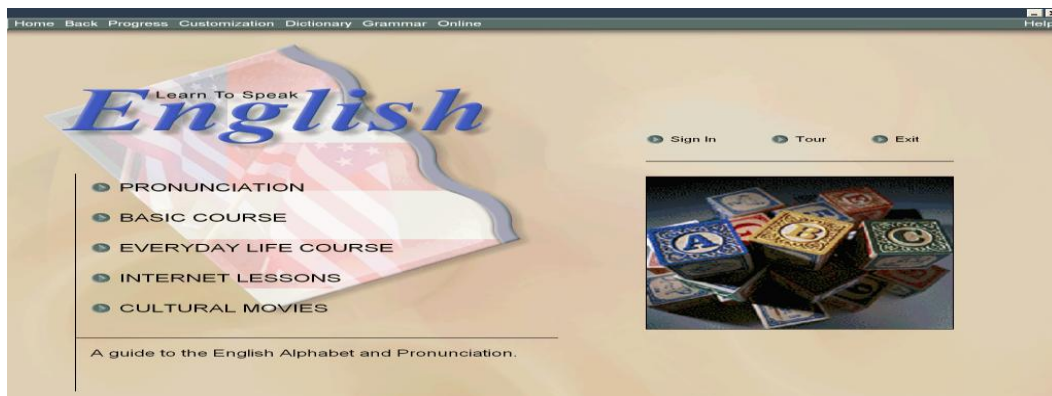 Home Back Progress Customization Dictionary Grammar Online Help
Learn To Speak
English
Sign In Tour Exit
PRONUNCIATION
BASIC COURSE
EVERYDAY LIFE COURSE
INTERNET LESSONS
CULTURAL MOVIES
A B C
A guide to the English Alphabet and Pronunciation.